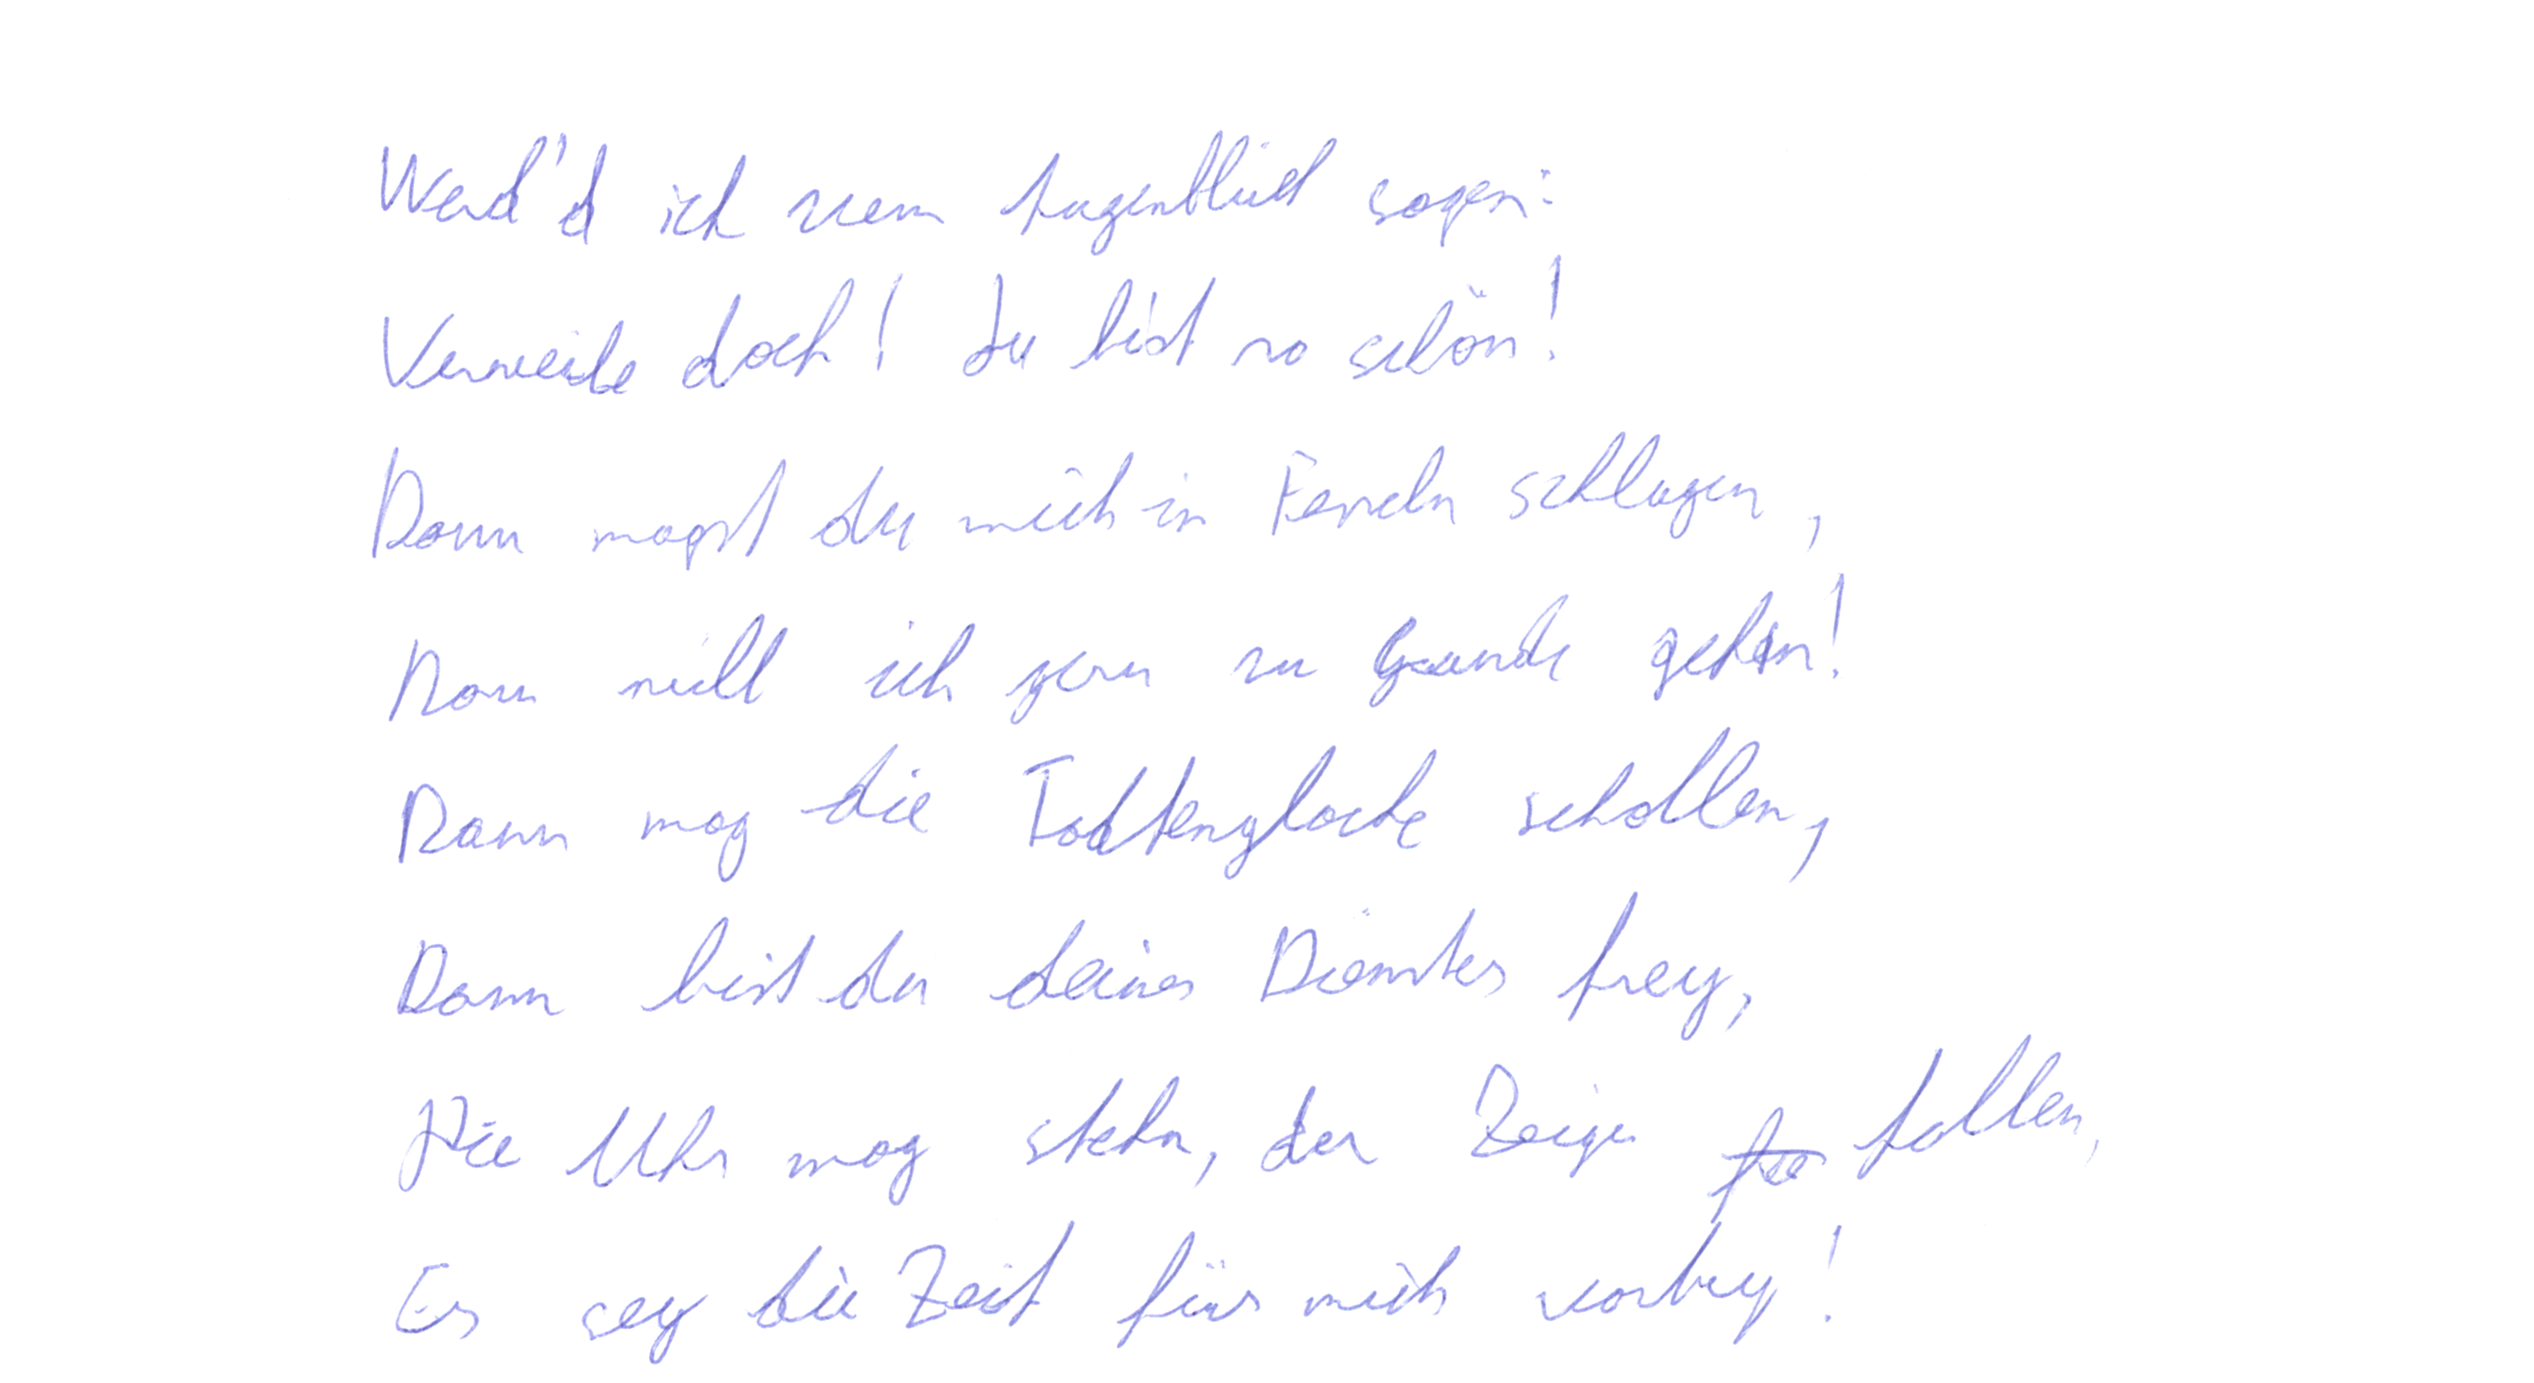 Werd'd ich zum Augenblick sagen:
Verweile doch! du bist so schön!
Dann magst du mich in Fesseln schlagen,
Dann will ich gern zu Grunde gehen!
Dann mag die Todtenglocke schallen,
Dann bist du deines Dienstes frey,
Die Uhr mag stehn, der Zeiger fallen,
Es sey die Zeit für mich vorbey!